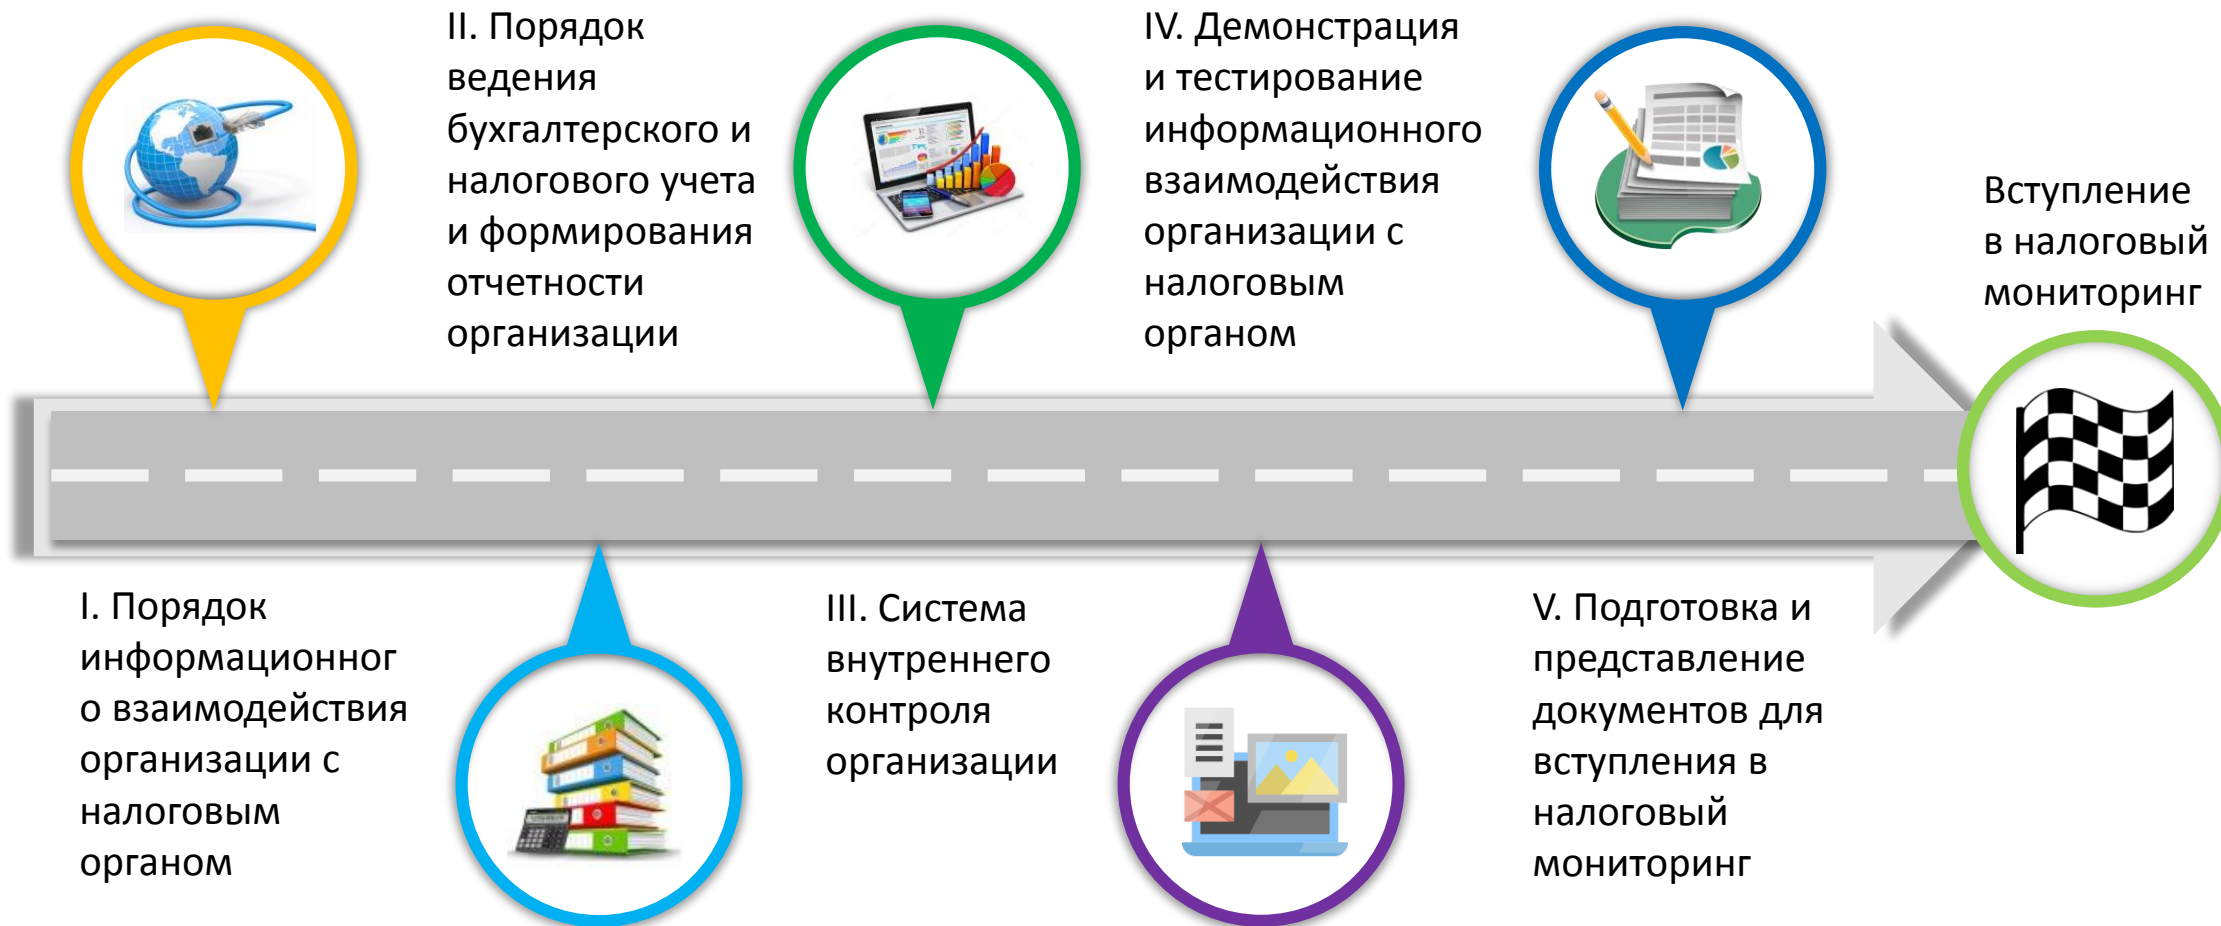 I. Порядок
информационног
о взаимодействия
организации с
налоговым
органом
II. Порядок
ведения
бухгалтерского и
налогового учета
и формирования
отчетности
организации
III. Система
внутреннего
контроля
организации
IV. Демонстрация
и тестирование
информационного
взаимодействия
организации с
налоговым
органом
V. Подготовка и
представление
документов для
вступления в
налоговый
мониторинг
Вступление
в налоговый
мониторинг